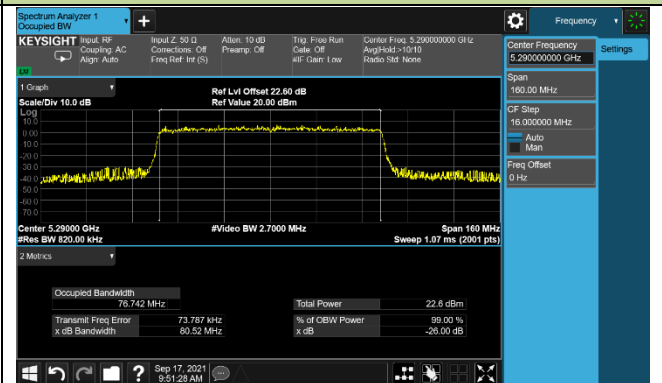 Spectrum Analyzer 1
Occupied BW
Frequency
KEYSIGHT
Input: RF
Coupling: AC
Align: Auto
Input Z: 50 Ω
Corrections: Off
Freq Ref: Int (S)
Atten: 10 dB
Preamp: Off
Trig: Free Run
Gate: Off
#IF Gain: Low
Center Freq: 5.290000000 GHz
Avg|Hold:>10/10
Radio Std: None
Center Frequency
5.290000000 GHz
Settings
Span
160.00 MHz
CF Step
16.000000 MHz
Auto
Man
Freq Offset
0 Hz
1 Graph
Scale/Div 10.0 dB
Ref Lvl Offset 22.60 dB
Ref Value 20.00 dBm
Log
10.0
0.00
-10.0
-20.0
-30.0
-40.0
-50.0
-60.0
-70.0
Center 5.29000 GHz
#Video BW 2.7000 MHz
Span 160 MHz
#Res BW 820.00 kHz
Sweep 1.07 ms (2001 pts)
2 Metrics
Occupied Bandwidth
76.742 MHz
Total Power 22.6 dBm
Transmit Freq Error 73.787 kHz
% of OBW Power 99.00 %
x dB Bandwidth 80.52 MHz
x dB -26.00 dB
Sep 17, 2021
9:51:28 AM